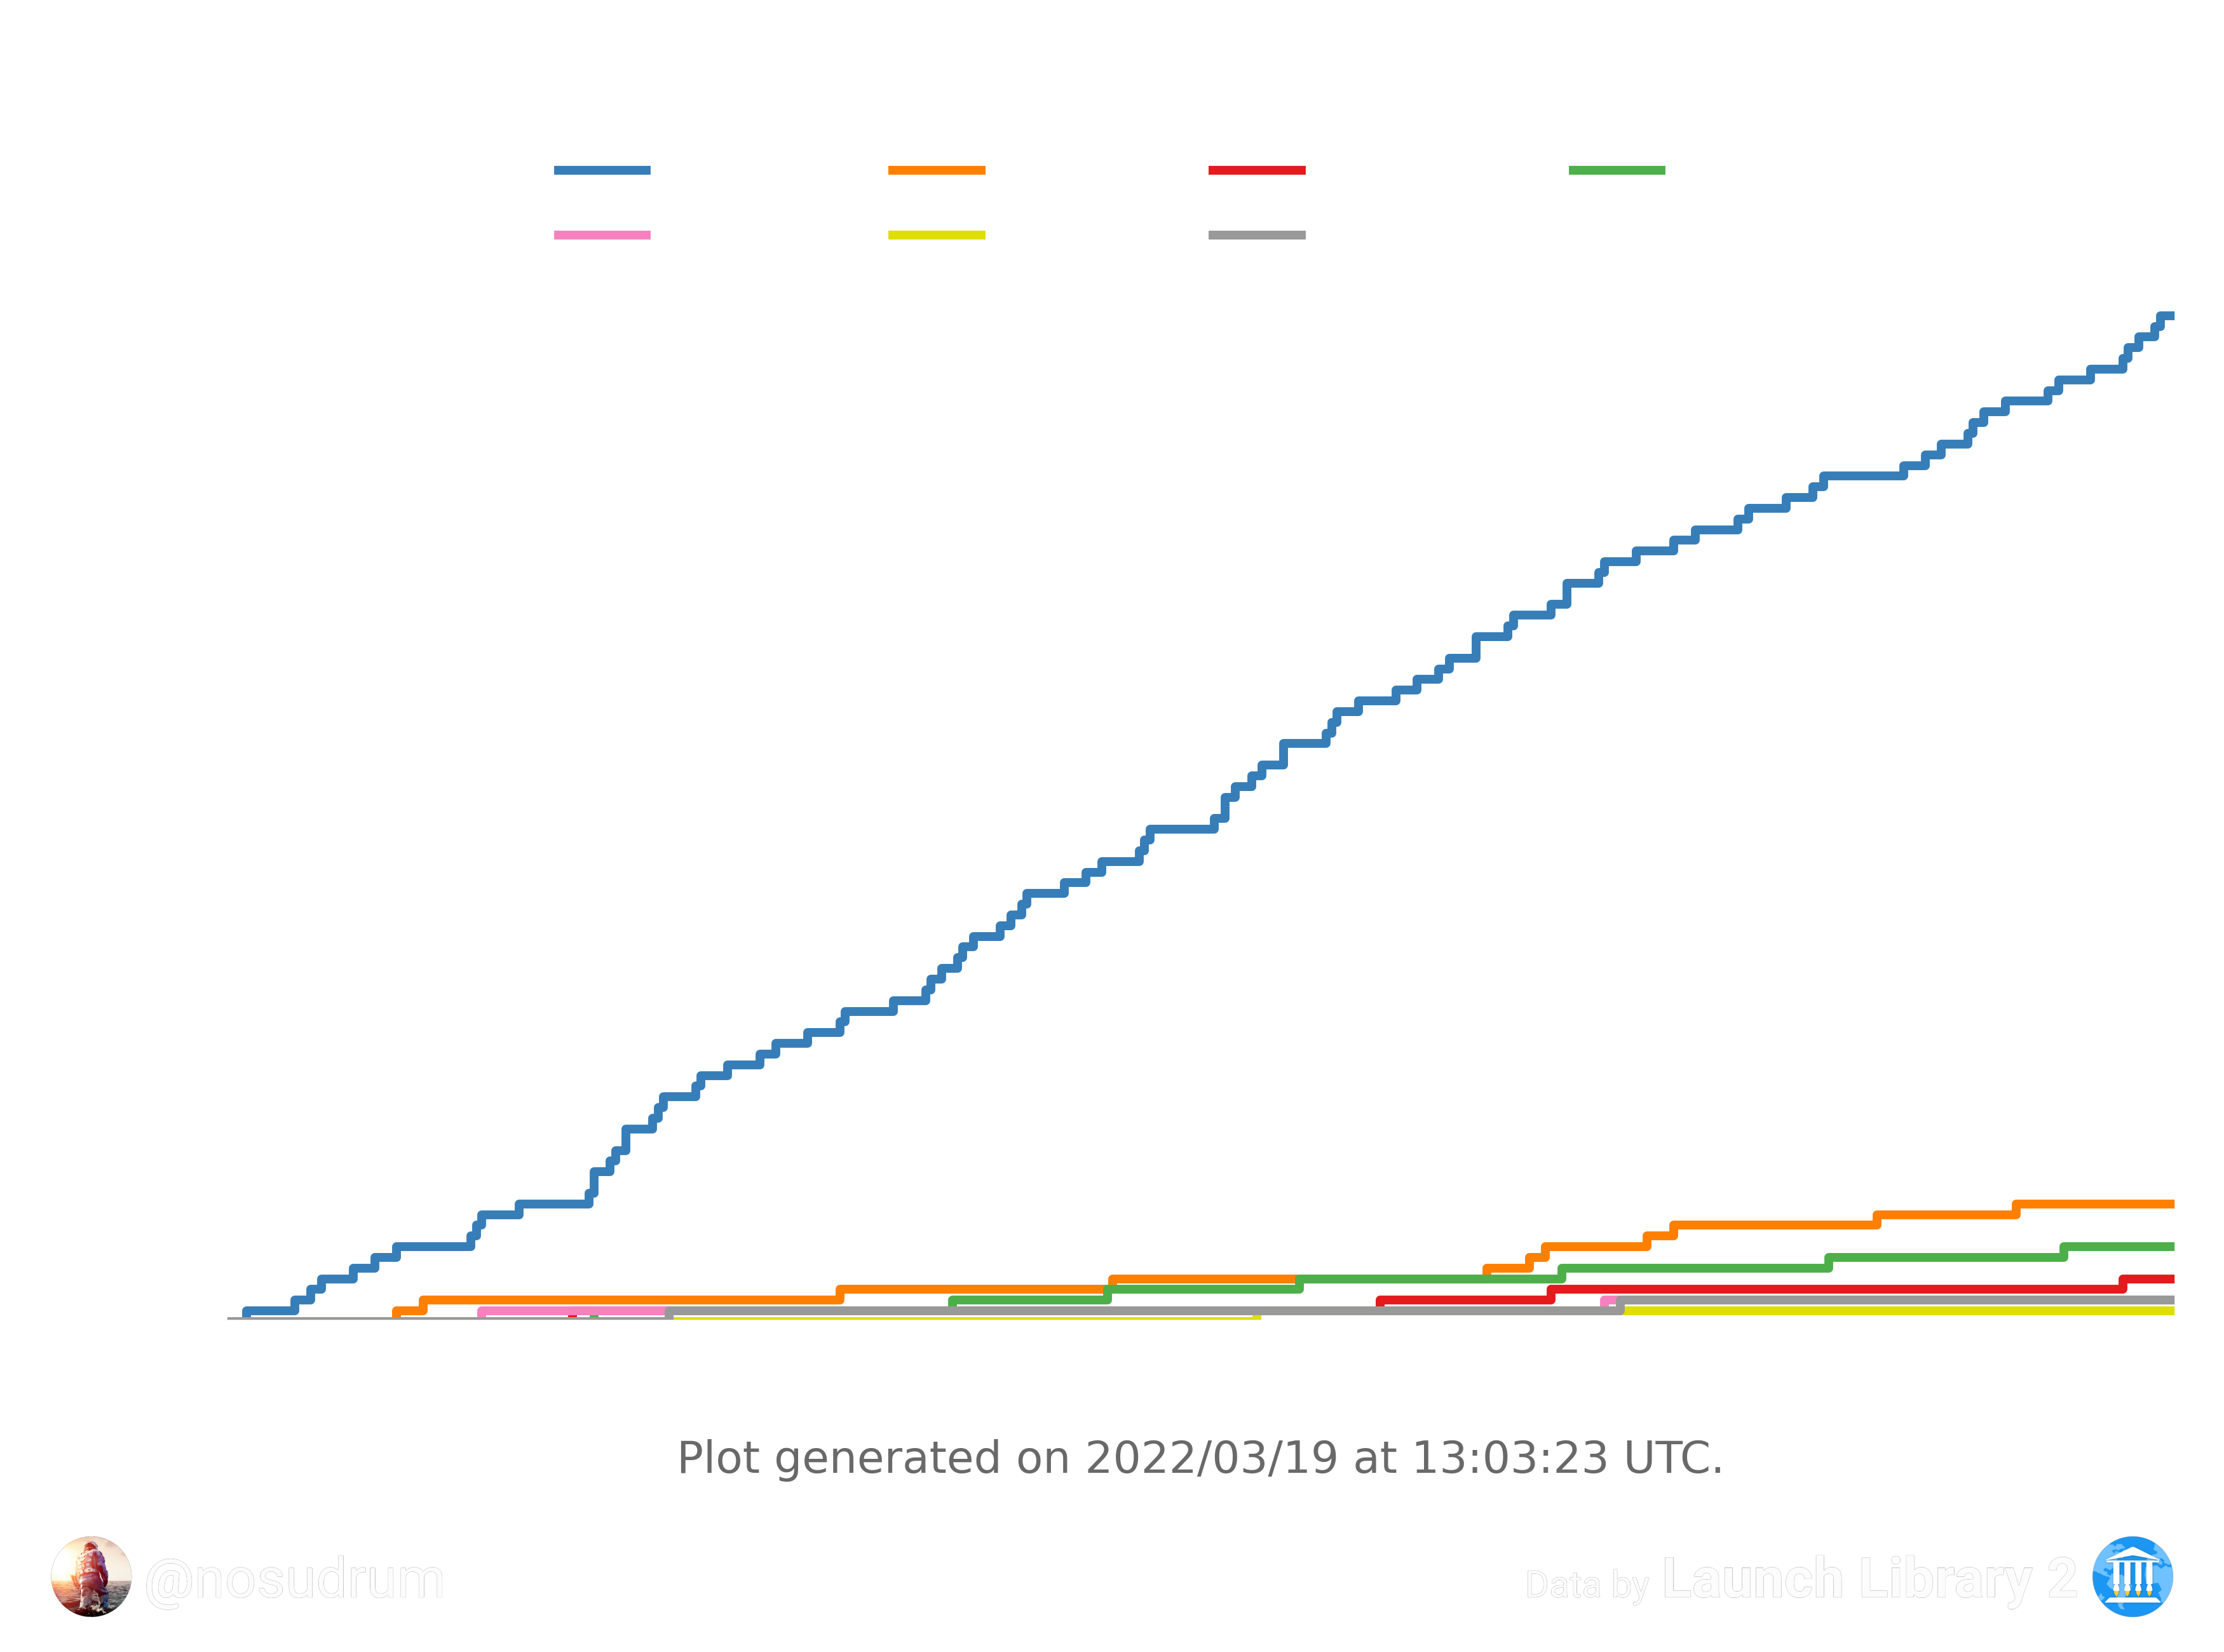 Plot generated on 2022/03/19 at 13:03:23 UTC.
@nosudrum
Data by Launch Library 2